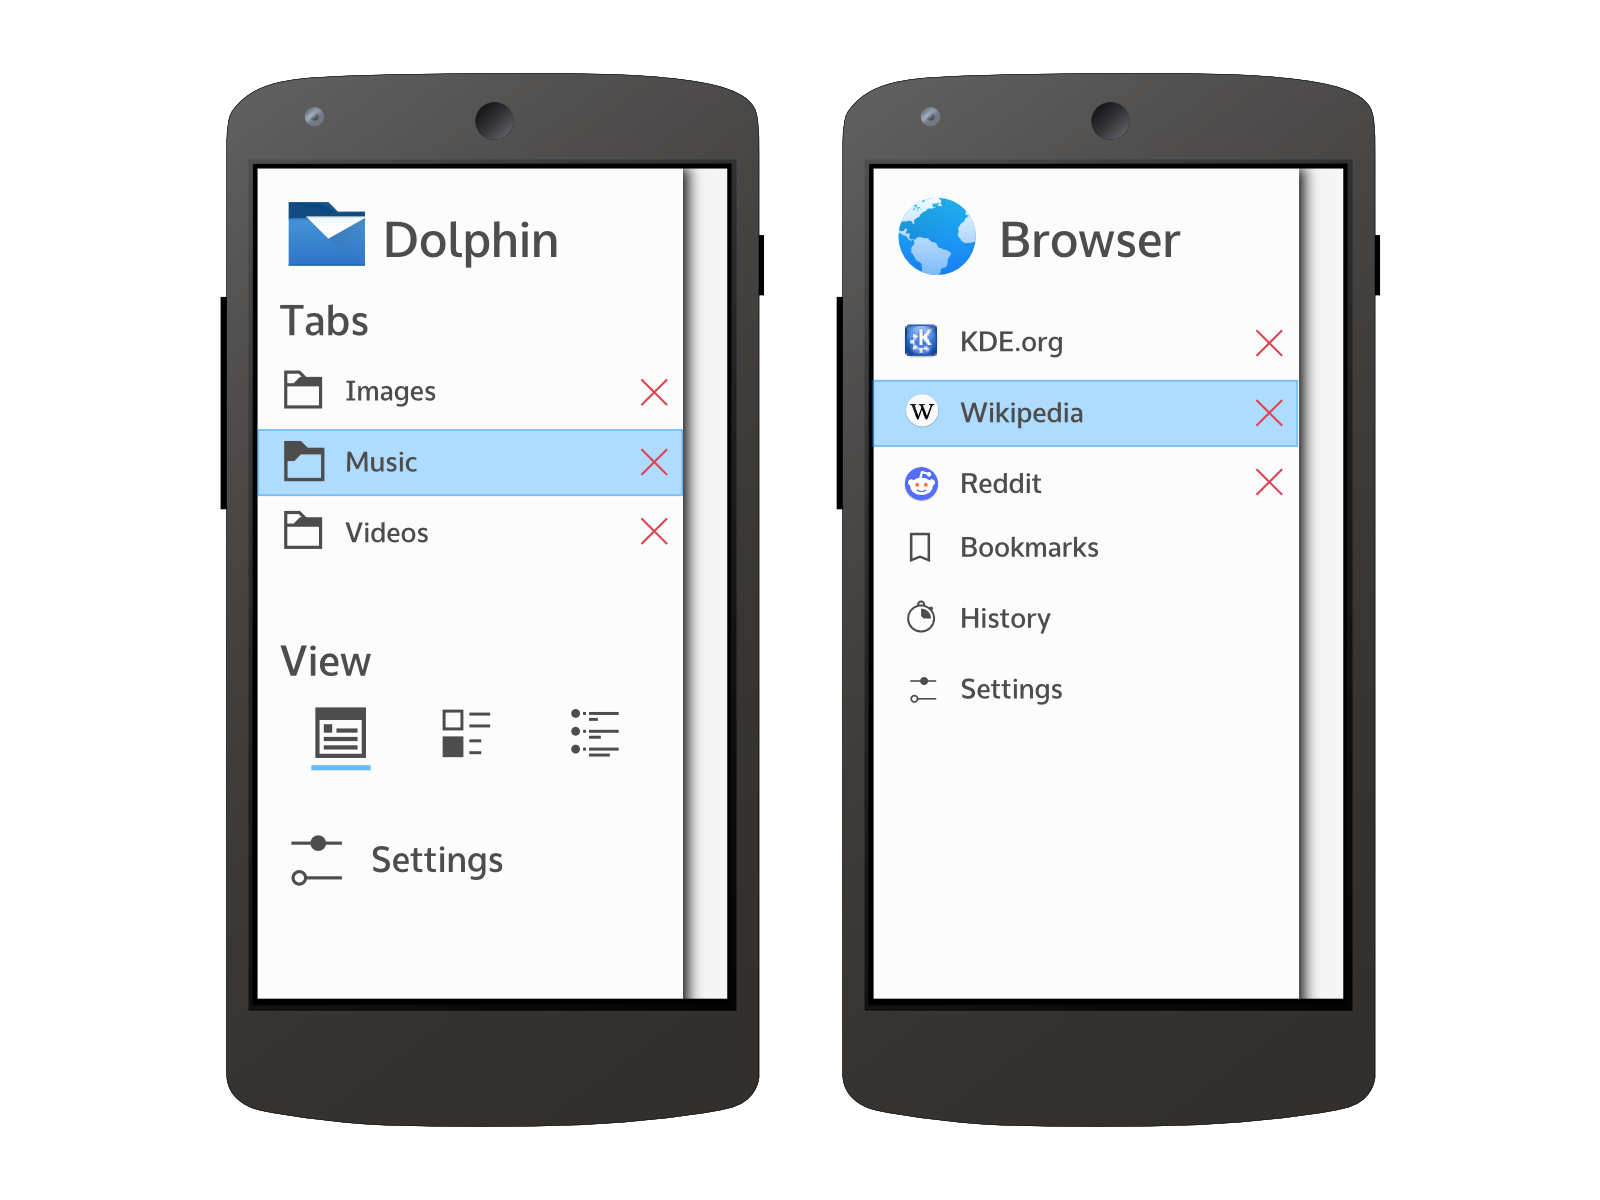 Dolphin
Tabs
Images
Music
Videos
View
Settings
Browser
K
KDE.org
W
Wikipedia
Reddit
Bookmarks
History
Settings